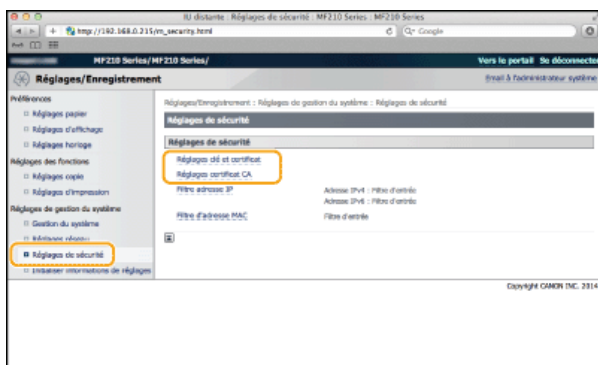 IU distante : Réglages de sécurité : MF210 Series : MF210 Series
http://192.168.0.215/m_security.html
Google
MF210 Series/MF210 Series/
Vers le portail Se déconnecter
Réglages/Enregistrement
Email à l'administrateur système
Préférences
Réglages papier
Réglages d'affichage
Réglages horloge
Réglages des fonctions
Réglages copie
Réglages d'impression
Réglages de gestion du système
Gestion du système
Réglages réseau
Réglages de sécurité
Initialiser informations de réglages
Réglages/Enregistrement : Réglages de gestion du système : Réglages de sécurité
Réglages de sécurité
Réglages de sécurité
Réglages clé et certificat
Réglages certificat CA
Filtre adresse IP
Adresse IPv4 : Filtre d'entrée
Adresse IPv6 : Filtre d'entrée
Filtre d'adresse MAC
Filtre d'entrée
Copyright CANON INC. 2014